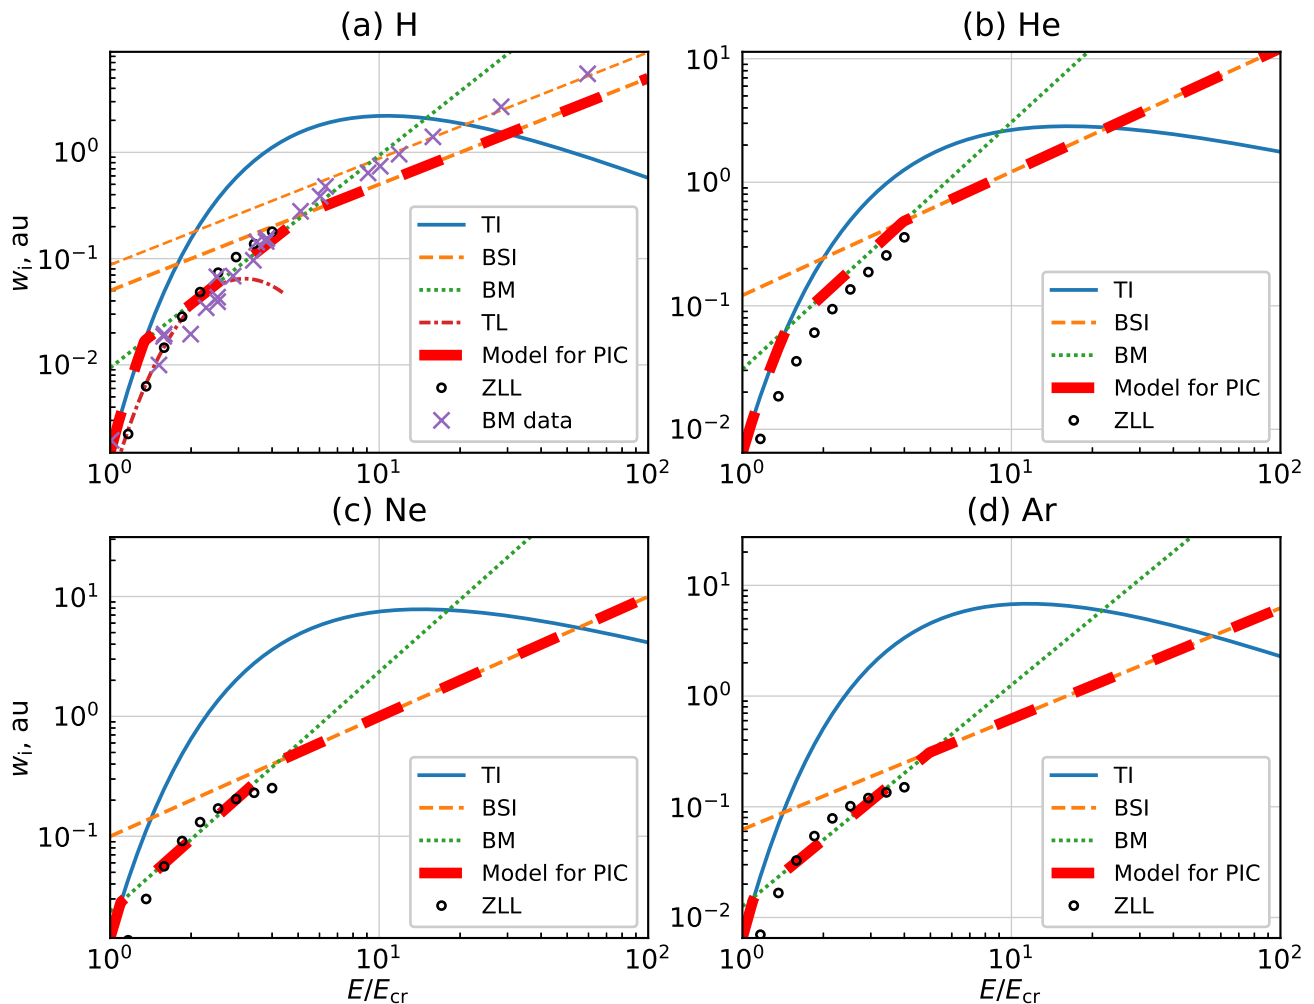 (a) H
w_i, au
10^0
10^-1
10^-2
TI
BSI
BM
TL
Model for PIC
ZLL
BM data
10^0
10^1
10^2
(b) He
10^1
10^0
10^-1
10^-2
TI
BSI
BM
Model for PIC
ZLL
10^0
10^1
10^2
(c) Ne
w_i, au
10^1
10^0
10^-1
TI
BSI
BM
Model for PIC
ZLL
10^0
10^1
10^2
E/E_cr
(d) Ar
10^1
10^0
10^-1
10^-2
TI
BSI
BM
Model for PIC
ZLL
10^0
10^1
10^2
E/E_cr